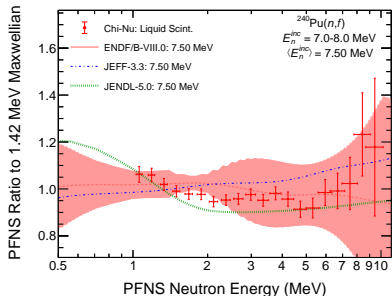 PFNS Ratio to 1.42 MeV Maxwellian
1.6
1.4
1.2
1.0
0.8
Chi-Nu: Liquid Scint.
ENDF/B-VIII.0: 7.50 MeV
JEFF-3.3: 7.50 MeV
JENDL-5.0: 7.50 MeV
²⁴⁰Pu(n,f)
Eₙⁱⁿᶜ = 7.0-8.0 MeV
⟨Eₙⁱⁿᶜ⟩ = 7.50 MeV
0.5 1 2 3 4 5 6 7 8 9 10
PFNS Neutron Energy (MeV)